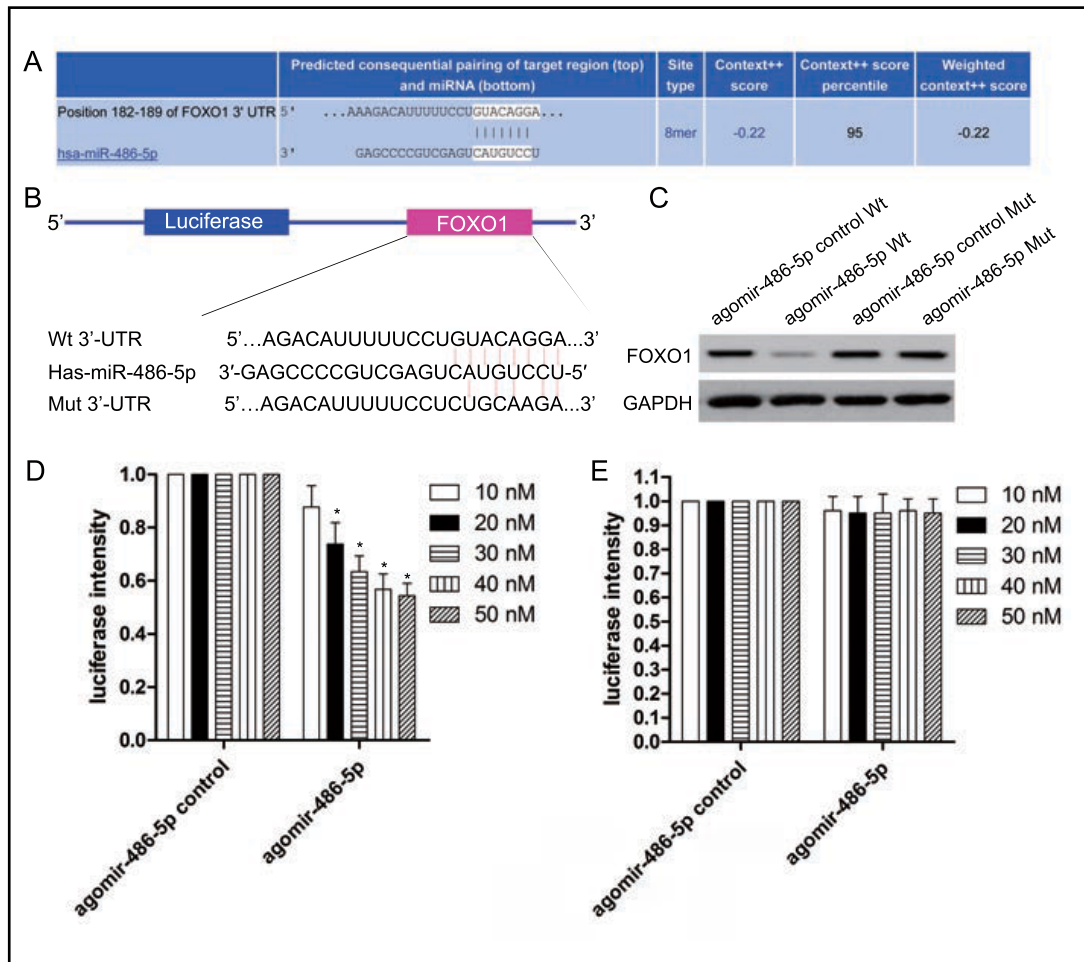 A
Predicted consequential pairing of target region (top)
and miRNA (bottom)
Site
type
Context++
score
Context++ score
percentile
Weighted
context++ score
Position 182-189 of FOXO1 3' UTR 5' ...AAAGACAUUUUUCCUGUACAGGA...
8mer -0.22 95 -0.22
hsa-miR-486-5p 3' GAGCCCCGUCGAGUCAUGUCCU
B
5’ Luciferase FOXO1 3’
Wt 3’-UTR 5’...AGACAUUUUUCCUGUACAGGA...3’
Has-miR-486-5p 3′-GAGCCCCGUCGAGUCAUGUCCU-5′
Mut 3’-UTR 5’...AGACAUUUUUCCUCUGCAAGA...3’
C
agomir-486-5p control Wt
agomir-486-5p Wt
agomir-486-5p control Mut
agomir-486-5p Mut
FOXO1
GAPDH
D
luciferase intensity
1.0
0.8
0.6
0.4
0.2
0.0
* * * *
10 nM
20 nM
30 nM
40 nM
50 nM
agomir-486-5p control
agomir-486-5p
E
luciferase intensity
1.1
1.0
0.9
0.8
0.7
0.6
0.5
0.4
0.3
0.2
0.1
0.0
10 nM
20 nM
30 nM
40 nM
50 nM
agomir-486-5p control
agomir-486-5p